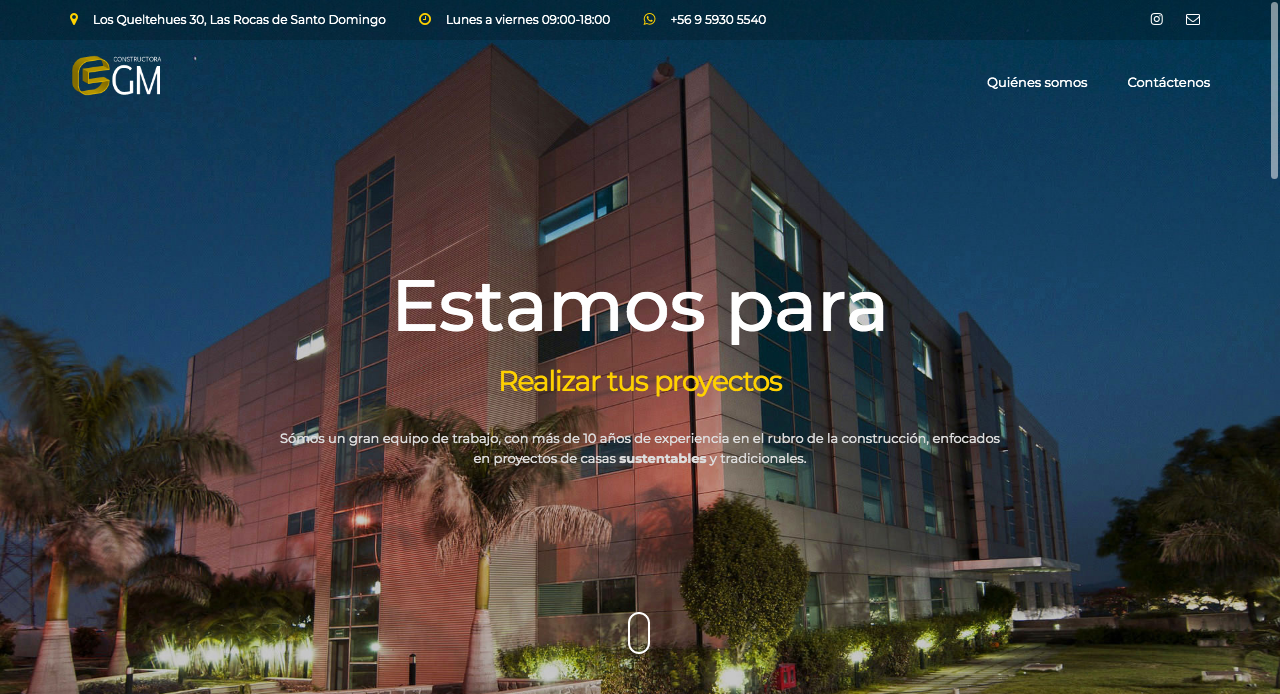 Los Queltehues 30, Las Rocas de Santo Domingo
Lunes a viernes 09:00-18:00
+56 9 5930 5540
CONSTRUCTORA
GM
Quiénes somos
Contáctenos
Estamos para
Realizar tus proyectos
Sómos un gran equipo de trabajo, con más de 10 años de experiencia en el rubro de la construcción, enfocados
en proyectos de casas sustentables y tradicionales.